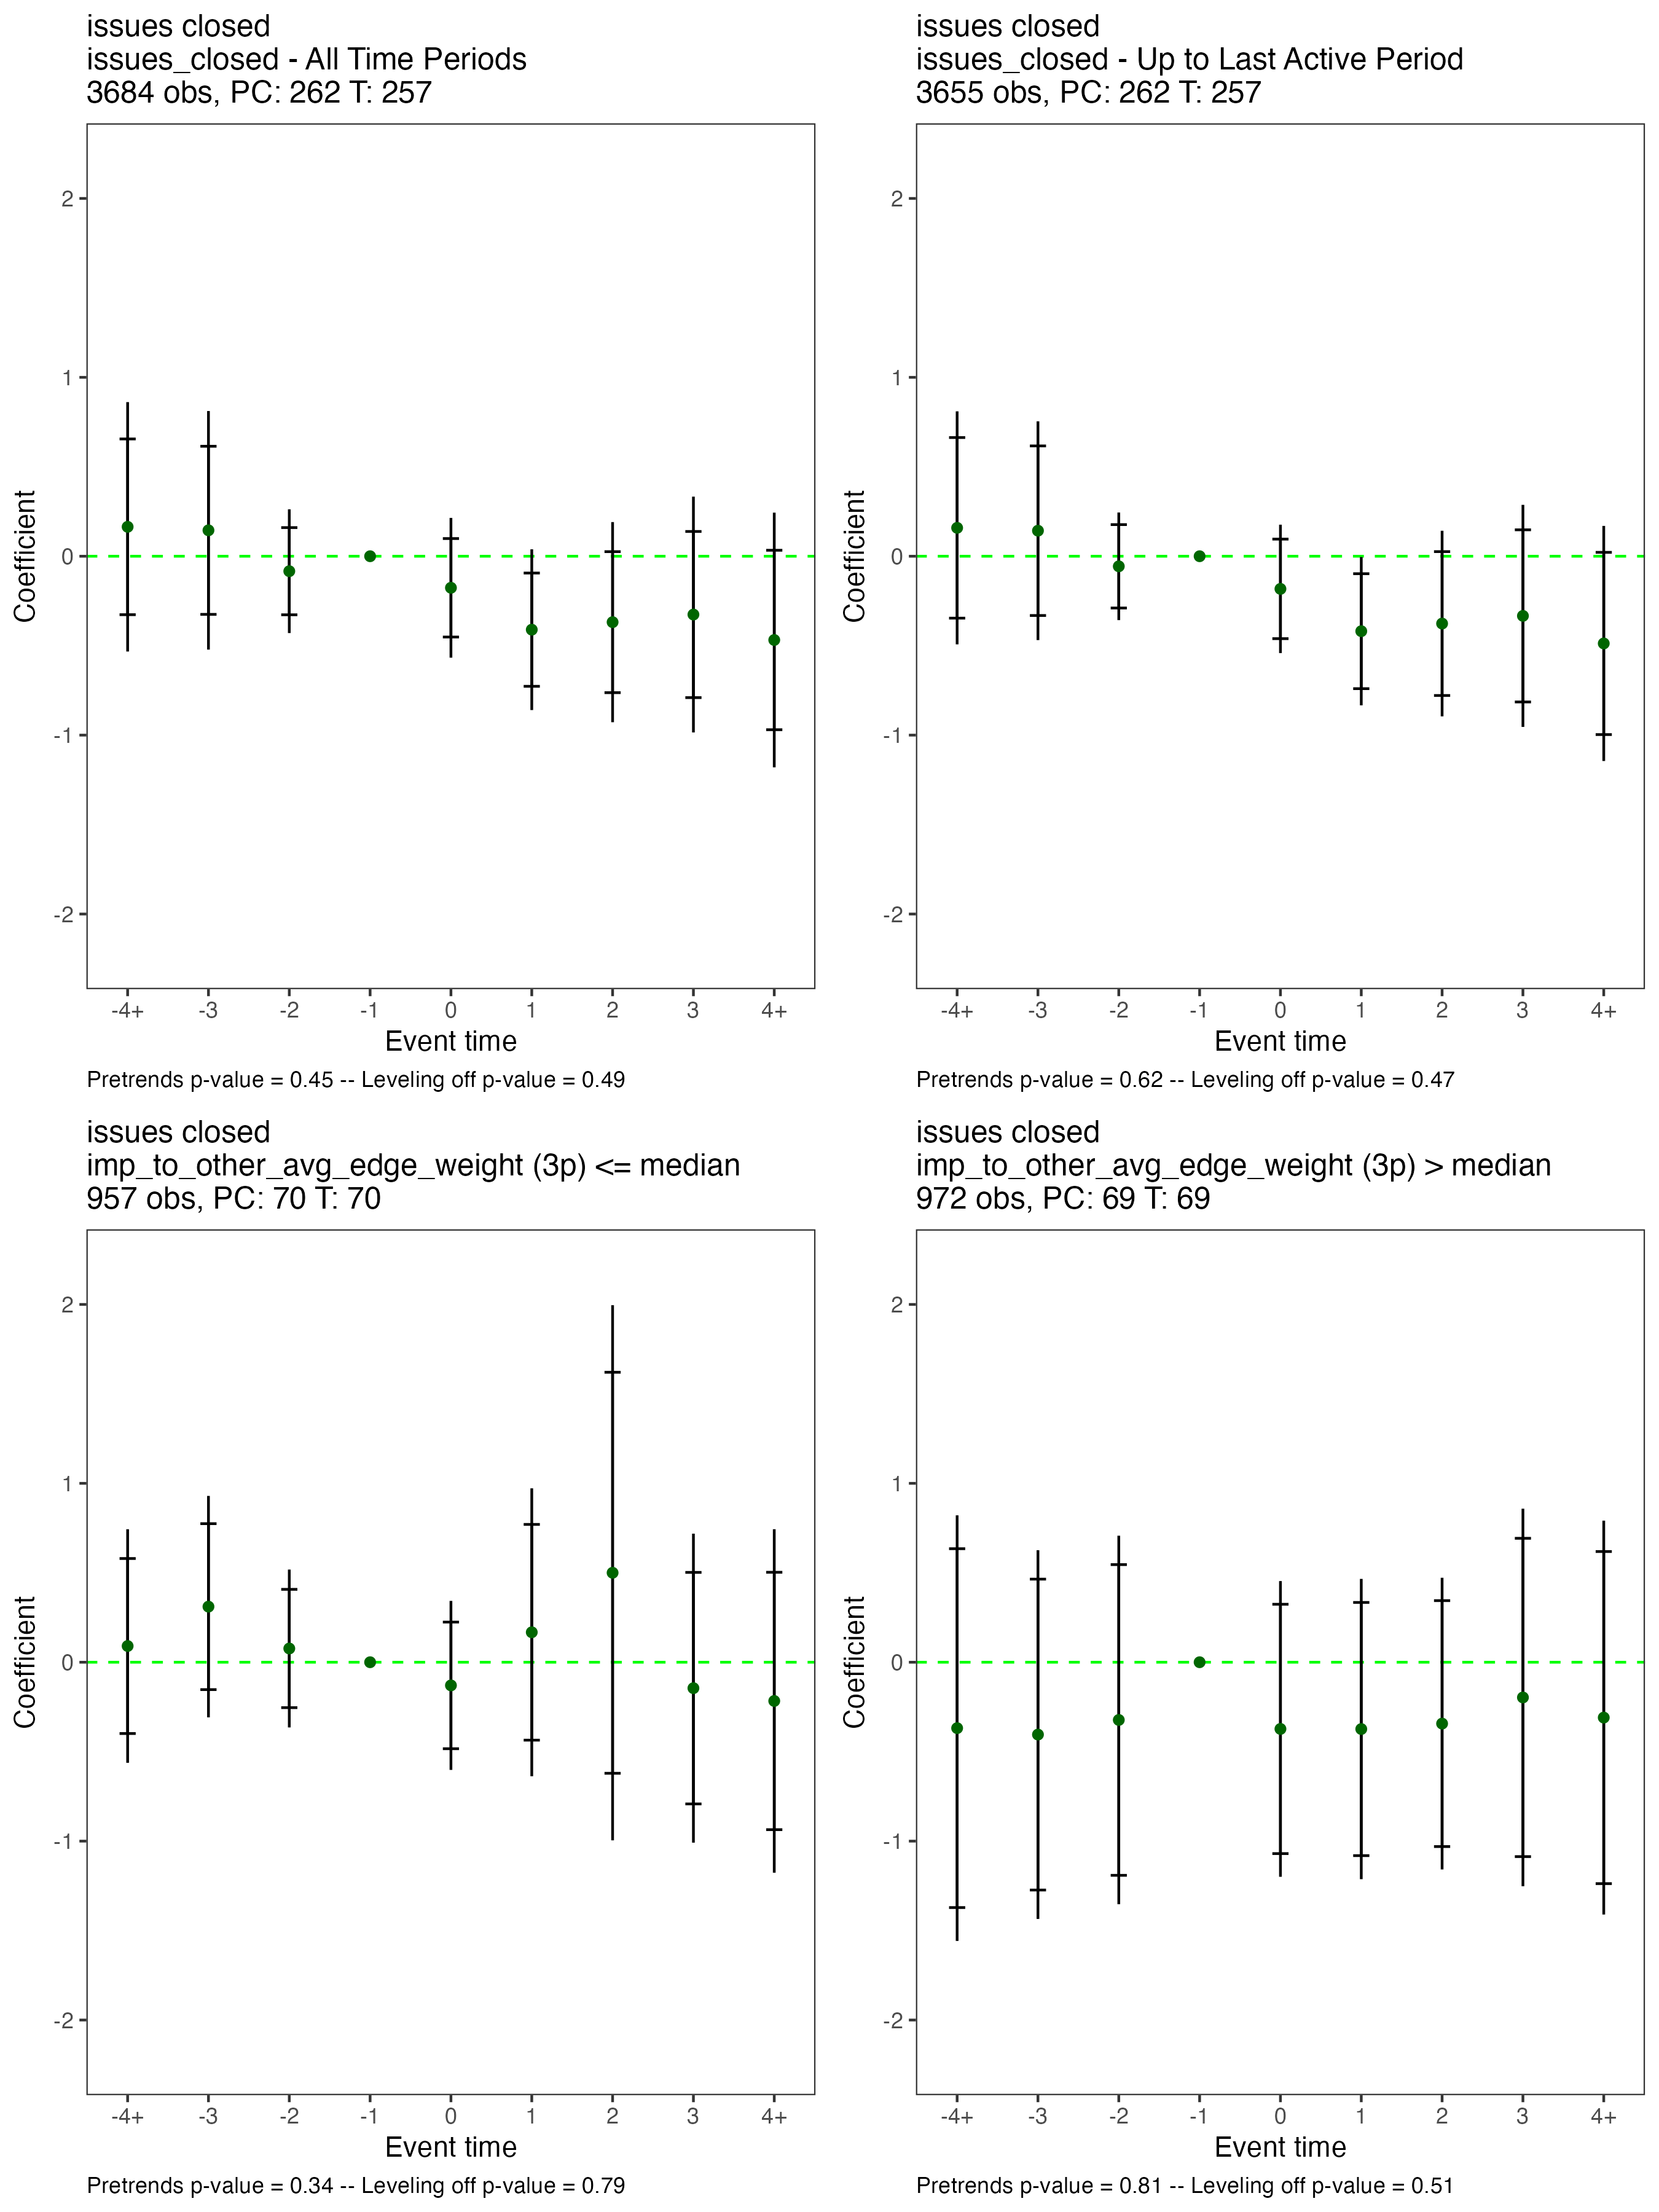 issues closed
issues_closed - All Time Periods
3684 obs, PC: 262 T: 257
2
1
0
-1
-2
Coefficient
-4+ -3 -2 -1 0 1 2 3 4+
Event time
Pretrends p-value = 0.45 -- Leveling off p-value = 0.49
issues closed
issues_closed - Up to Last Active Period
3655 obs, PC: 262 T: 257
2
1
0
-1
-2
Coefficient
-4+ -3 -2 -1 0 1 2 3 4+
Event time
Pretrends p-value = 0.62 -- Leveling off p-value = 0.47
issues closed
imp_to_other_avg_edge_weight (3p) <= median
957 obs, PC: 70 T: 70
2
1
0
-1
-2
Coefficient
-4+ -3 -2 -1 0 1 2 3 4+
Event time
Pretrends p-value = 0.34 -- Leveling off p-value = 0.79
issues closed
imp_to_other_avg_edge_weight (3p) > median
972 obs, PC: 69 T: 69
2
1
0
-1
-2
Coefficient
-4+ -3 -2 -1 0 1 2 3 4+
Event time
Pretrends p-value = 0.81 -- Leveling off p-value = 0.51